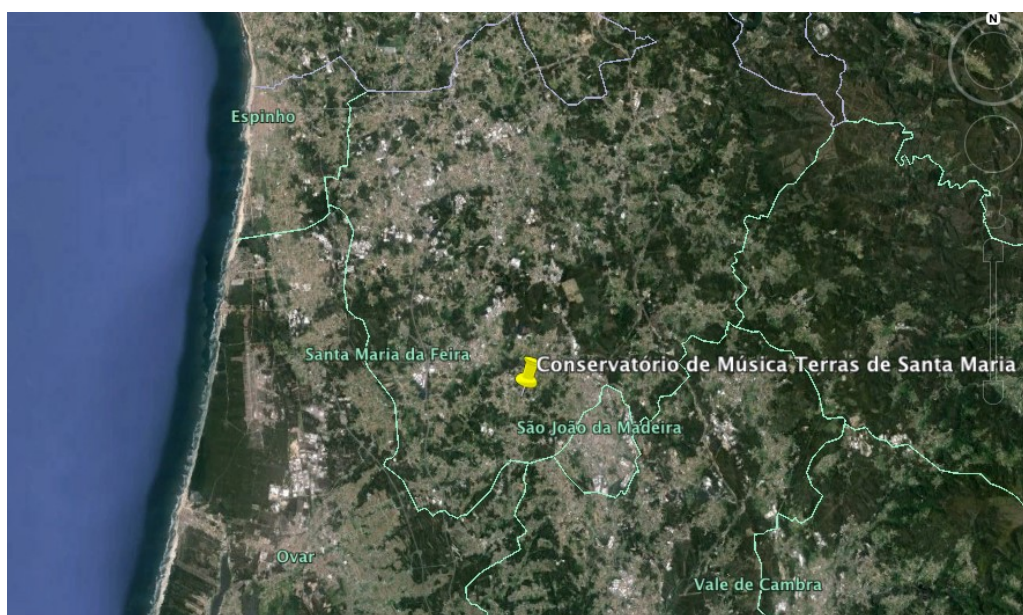 N
Espinho
Santa Maria da Feira
Conservatório de Música Terras de Santa Maria
São João da Madeira
Ovar
Vale de Cambra